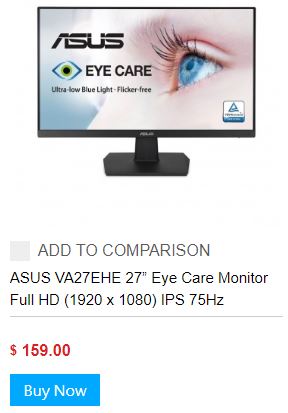 ASUS
EYE CARE
Ultra-low Blue Light · Flicker-free
ASUS
ADD TO COMPARISON
ASUS VA27EHE 27” Eye Care Monitor
Full HD (1920 x 1080) IPS 75Hz
$ 159.00
Buy Now